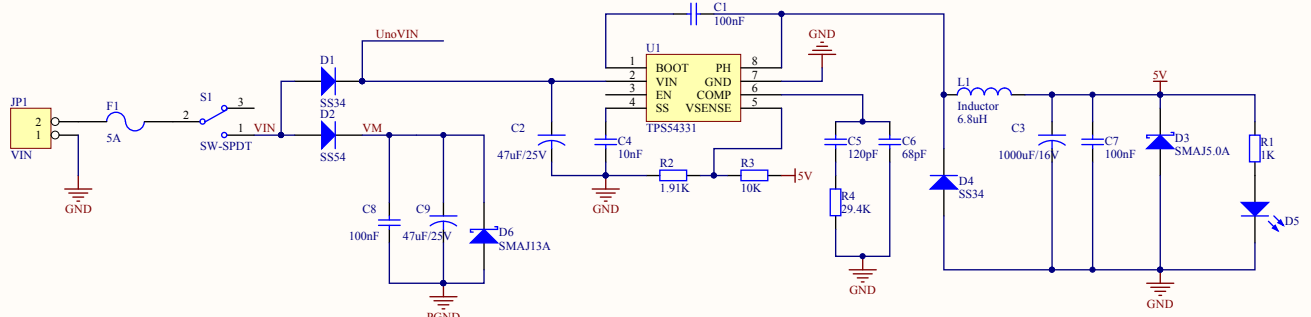 C1
100nF
UnoVIN
GND
U1
1 BOOT PH 8
2 VIN GND 7
3 EN COMP 6
4 SS VSENSE 5
TPS54331
D1
SS34
L1
Inductor
6.8uH
5V
JP1
2
1
VIN
F1
5A
S1
2
3
1
SW-SPDT
VIN
D2
SS54
VM
C2
47uF/25V
C4
10nF
C5
120pF
C6
68pF
C3
1000uF/16V
C7
100nF
D3
SMAJ5.0A
R1
1K
R2
1.91K
R3
10K
5V
D4
SS34
R4
29.4K
GND
GND
C8
100nF
C9
47uF/25V
D6
SMAJ13A
D5
GND
GND
PGND